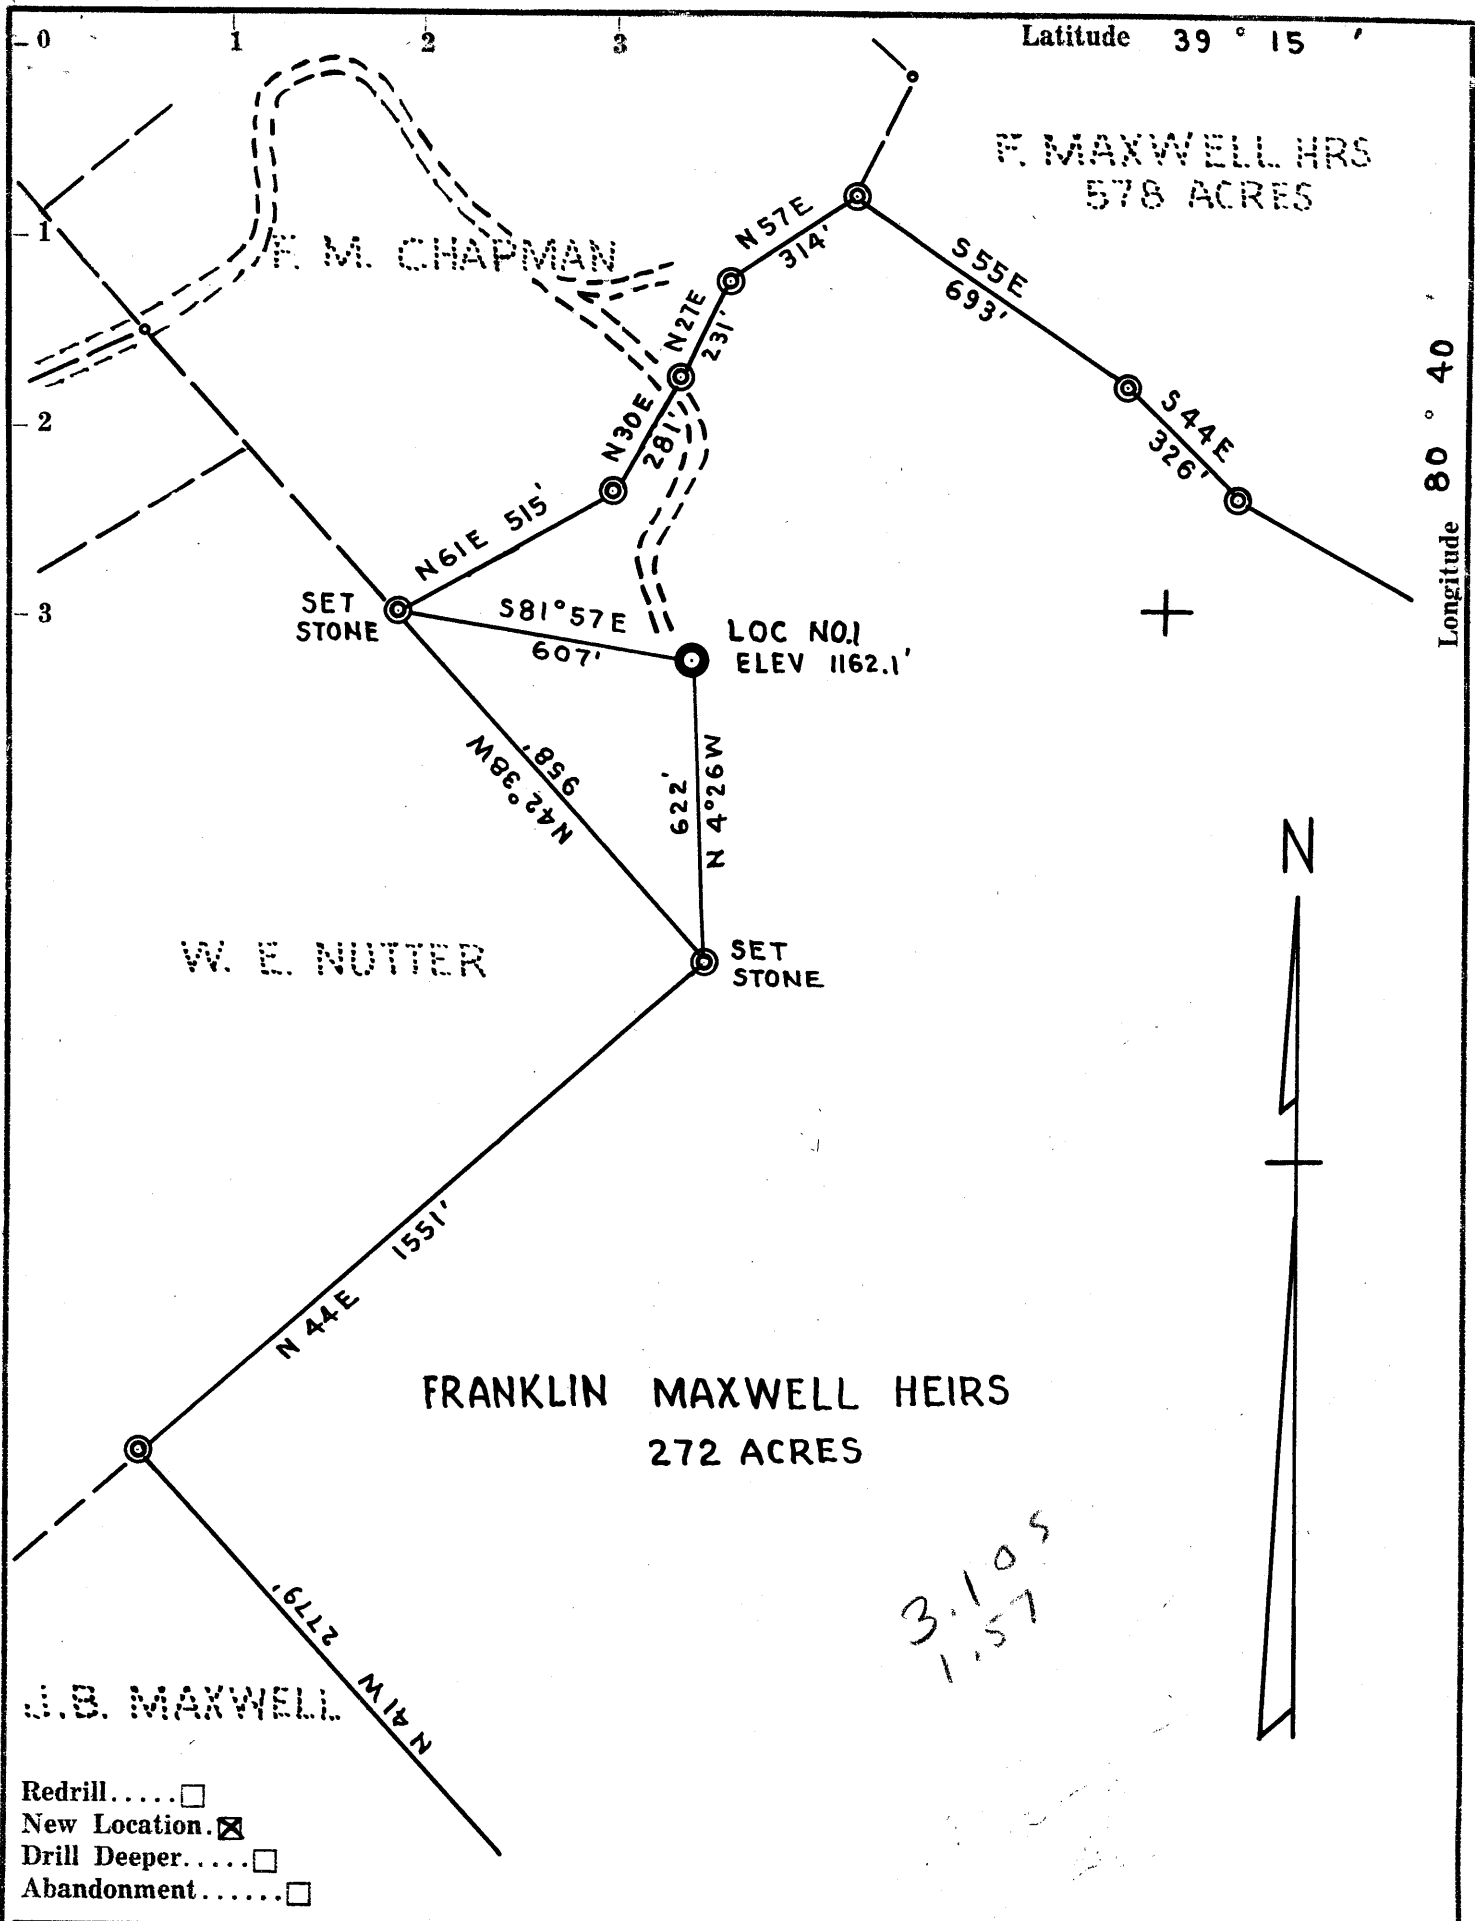 0 1 2 3
Latitude 39 ° 15 '
F. MAXWELL HRS
578 ACRES
1
F. M. CHAPMAN
N 57E
314'
S55E
693'
N27E
231'
80 ° 40
Longitude
2
N30E
281'
S44E
326'
N61E 515'
3
SET
STONE
S81°57E
607'
LOC NO.1
ELEV 1162.1'
958'
N42°38W
622'
N 4°26W
N
W. E. NUTTER
SET
STONE
1551'
N 44E
FRANKLIN MAXWELL HEIRS
272 ACRES
3.105
1.57
2779'
N 41W
J.B. MAXWELL
Redrill.....☐
New Location.☒
Drill Deeper.....☐
Abandonment......☐